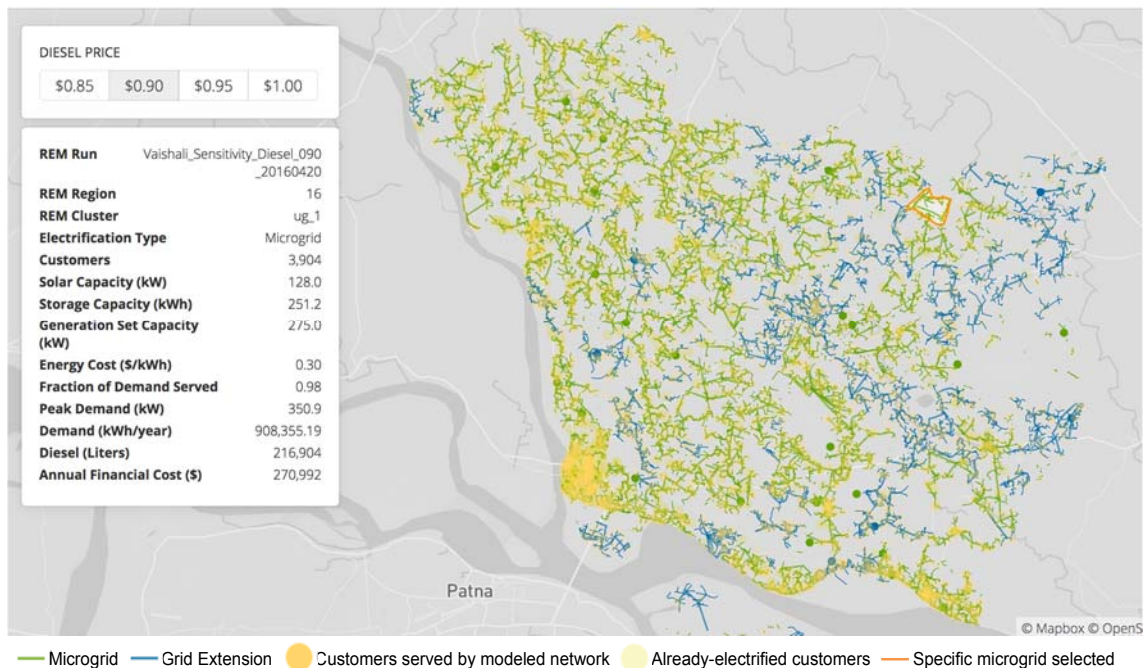 DIESEL PRICE
$0.85 $0.90 $0.95 $1.00
REM Run Vaishali_Sensitivity_Diesel_090
_20160420
REM Region 16
REM Cluster ug_1
Electrification Type Microgrid
Customers 3,904
Solar Capacity (kW) 128.0
Storage Capacity (kWh) 251.2
Generation Set Capacity 275.0
(kW)
Energy Cost ($/kWh) 0.30
Fraction of Demand Served 0.98
Peak Demand (kW) 350.9
Demand (kWh/year) 908,355.19
Diesel (Liters) 216,904
Annual Financial Cost ($) 270,992
Patna
© Mapbox © OpenS
Microgrid Grid Extension Customers served by modeled network Already-electrified customers Specific microgrid selected